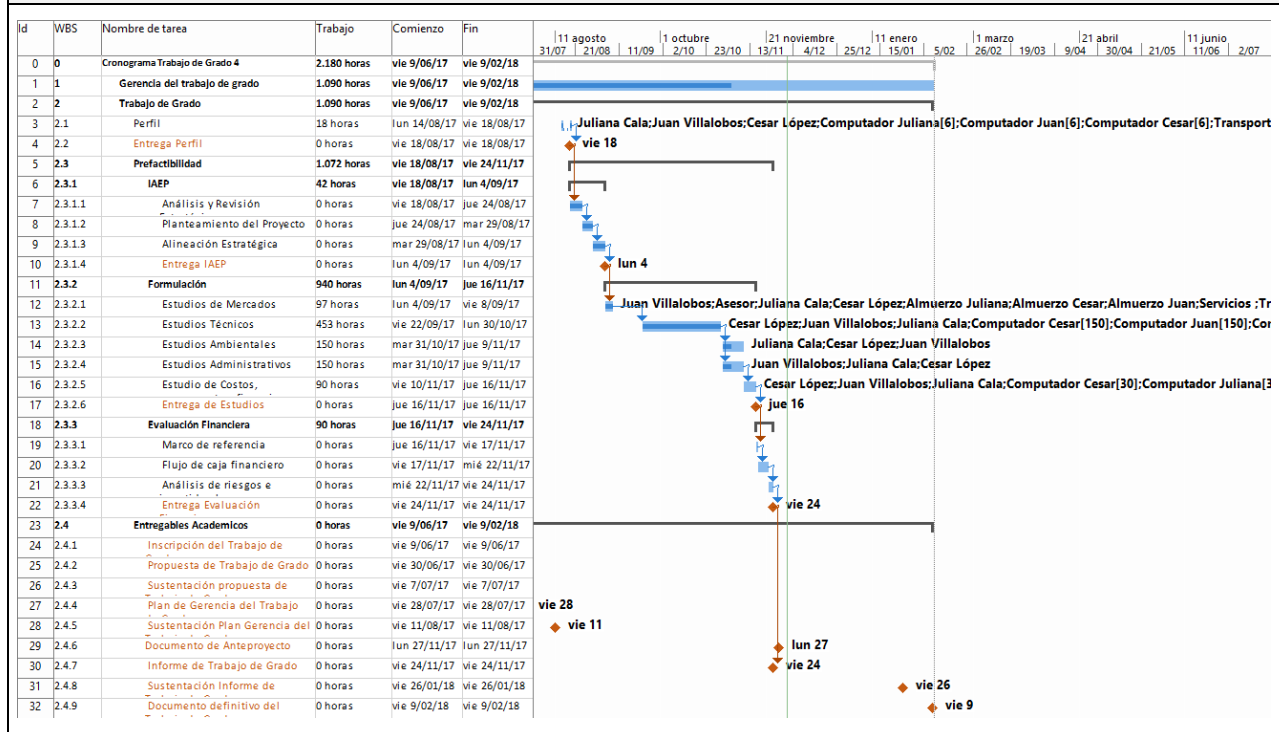 Id WBS Nombre de tarea Trabajo Comienzo Fin
11 agosto 1 octubre 21 noviembre 11 enero 1 marzo 21 abril 11 junio
31/07 21/08 11/09 2/10 23/10 13/11 4/12 25/12 15/01 5/02 26/02 19/03 9/04 30/04 21/05 11/06 2/07
0 0 Cronograma Trabajo de Grado 4 2.180 horas vie 9/06/17 vie 9/02/18
1 1 Gerencia del trabajo de grado 1.090 horas vie 9/06/17 vie 9/02/18
2 2 Trabajo de Grado 1.090 horas vie 9/06/17 vie 9/02/18
3 2.1 Perfil 18 horas lun 14/08/17 vie 18/08/17 Juliana Cala;Juan Villalobos;Cesar López;Computador Juliana[6];Computador Juan[6];Computador Cesar[6];Transport
4 2.2 Entrega Perfil 0 horas vie 18/08/17 vie 18/08/17 vie 18
5 2.3 Prefactibilidad 1.072 horas vie 18/08/17 vie 24/11/17
6 2.3.1 IAEP 42 horas vie 18/08/17 lun 4/09/17
7 2.3.1.1 Análisis y Revisión 0 horas vie 18/08/17 jue 24/08/17
8 2.3.1.2 Planteamiento del Proyecto 0 horas jue 24/08/17 mar 29/08/17
9 2.3.1.3 Alineación Estratégica 0 horas mar 29/08/17 lun 4/09/17
10 2.3.1.4 Entrega IAEP 0 horas lun 4/09/17 lun 4/09/17 lun 4
11 2.3.2 Formulación 940 horas lun 4/09/17 jue 16/11/17
12 2.3.2.1 Estudios de Mercados 97 horas lun 4/09/17 vie 8/09/17 Juan Villalobos;Asesor;Juliana Cala;Cesar López;Almuerzo Juliana;Almuerzo Cesar;Almuerzo Juan;Servicios ;Tr
13 2.3.2.2 Estudios Técnicos 453 horas vie 22/09/17 lun 30/10/17 Cesar López;Juan Villalobos;Juliana Cala;Computador Cesar[150];Computador Juan[150];Cor
14 2.3.2.3 Estudios Ambientales 150 horas mar 31/10/17 jue 9/11/17 Juliana Cala;Cesar López;Juan Villalobos
15 2.3.2.4 Estudios Administrativos 150 horas mar 31/10/17 jue 9/11/17 Juan Villalobos;Juliana Cala;Cesar López
16 2.3.2.5 Estudio de Costos, 90 horas vie 10/11/17 jue 16/11/17 Cesar López;Juan Villalobos;Juliana Cala;Computador Cesar[30];Computador Juliana[3
17 2.3.2.6 Entrega de Estudios 0 horas jue 16/11/17 jue 16/11/17 jue 16
18 2.3.3 Evaluación Financiera 90 horas jue 16/11/17 vie 24/11/17
19 2.3.3.1 Marco de referencia 0 horas jue 16/11/17 vie 17/11/17
20 2.3.3.2 Flujo de caja financiero 0 horas vie 17/11/17 mié 22/11/17
21 2.3.3.3 Análisis de riesgos e 0 horas mié 22/11/17 vie 24/11/17
22 2.3.3.4 Entrega Evaluación 0 horas vie 24/11/17 vie 24/11/17 vie 24
23 2.4 Entregables Academicos 0 horas vie 9/06/17 vie 9/02/18
24 2.4.1 Inscripción del Trabajo de 0 horas vie 9/06/17 vie 9/06/17
25 2.4.2 Propuesta de Trabajo de Grado 0 horas vie 30/06/17 vie 30/06/17
26 2.4.3 Sustentación propuesta de 0 horas vie 7/07/17 vie 7/07/17
27 2.4.4 Plan de Gerencia del Trabajo 0 horas vie 28/07/17 vie 28/07/17 vie 28
28 2.4.5 Sustentación Plan Gerencia del 0 horas vie 11/08/17 vie 11/08/17 vie 11
29 2.4.6 Documento de Anteproyecto 0 horas lun 27/11/17 lun 27/11/17 lun 27
30 2.4.7 Informe de Trabajo de Grado 0 horas vie 24/11/17 vie 24/11/17 vie 24
31 2.4.8 Sustentación Informe de 0 horas vie 26/01/18 vie 26/01/18 vie 26
32 2.4.9 Documento definitivo del 0 horas vie 9/02/18 vie 9/02/18 vie 9